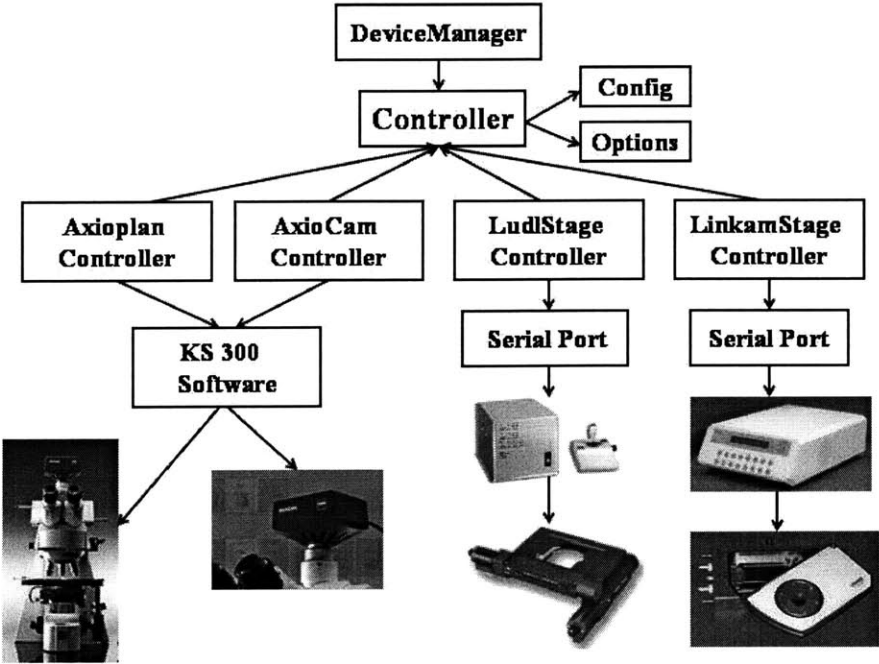 DeviceManager
Controller
Config
Options
Axioplan
Controller
AxioCam
Controller
LudlStage
Controller
LinkamStage
Controller
KS 300
Software
Serial Port
Serial Port